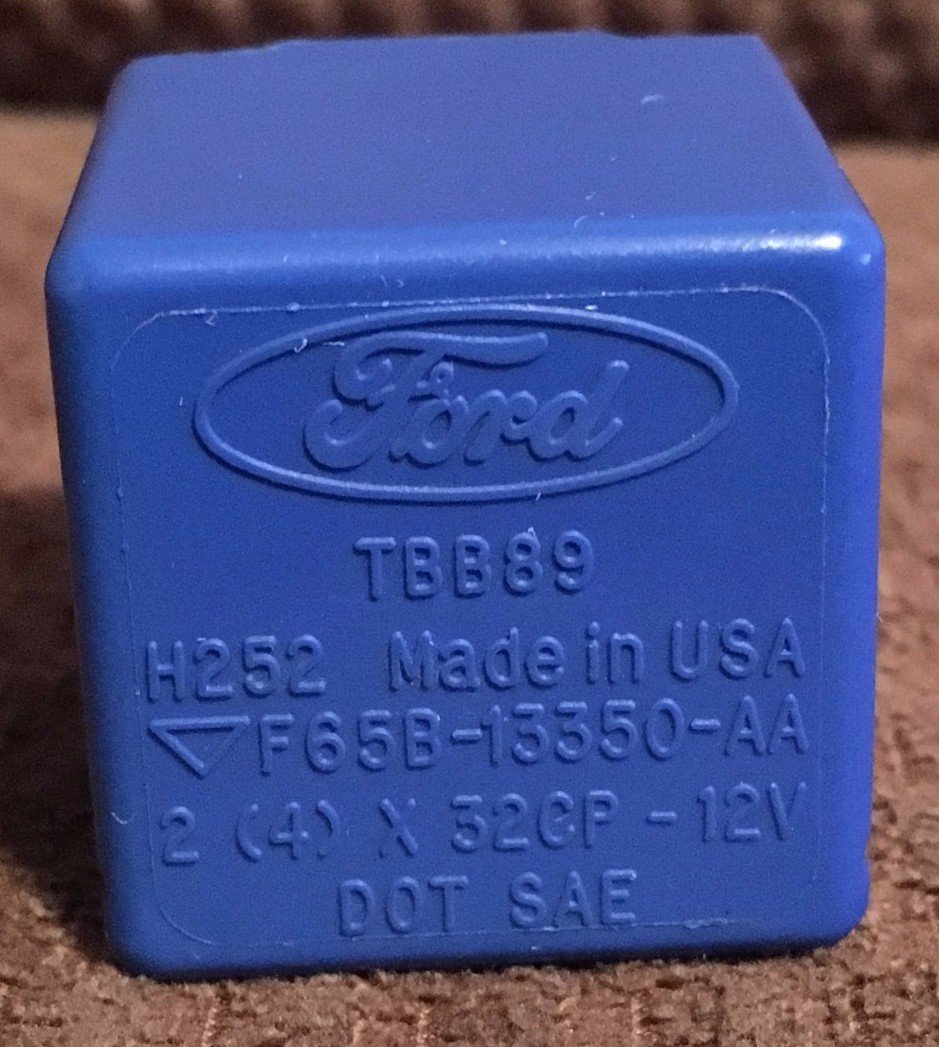 Ford
TBB89
H252 Made in USA
F65B-13350-AA
2 (4) X 32CP - 12V
DOT SAE